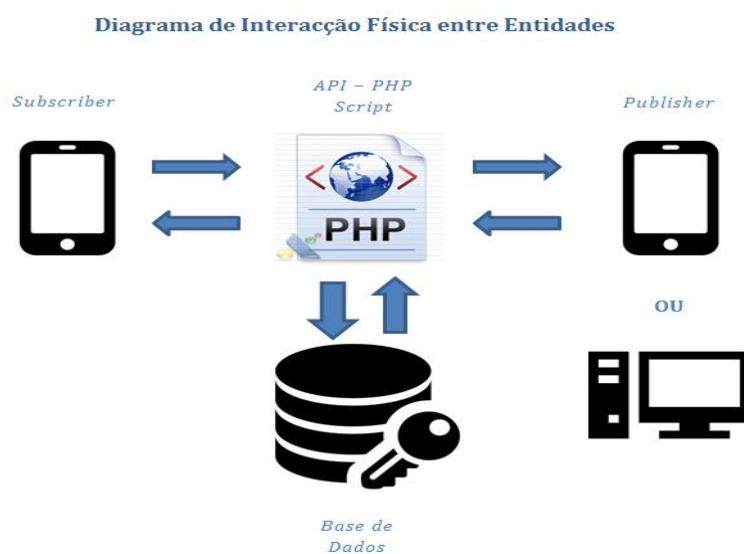 Diagrama de Interacção Física entre Entidades
Subscriber
API – PHP
Script
Publisher
< >
PHP
OU
Base de
Dados